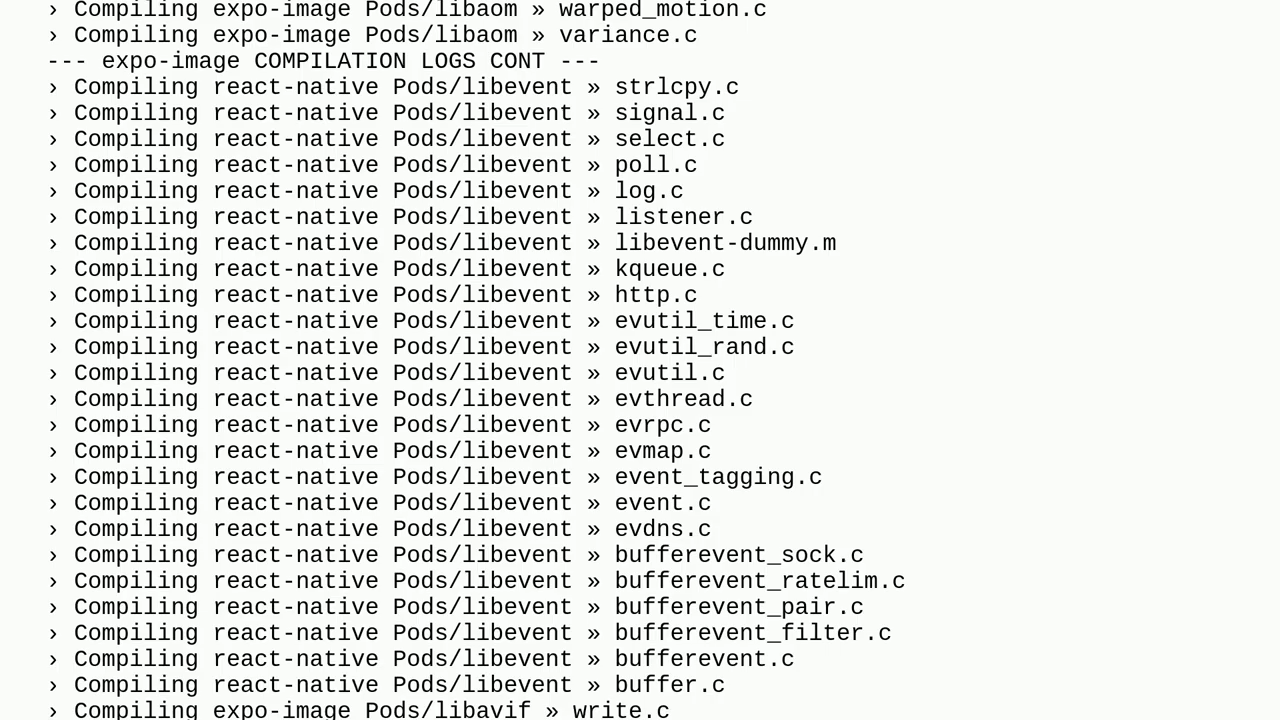 › Compiling expo-image Pods/libaom » warped_motion.c
› Compiling expo-image Pods/libaom » variance.c
--- expo-image COMPILATION LOGS CONT ---
› Compiling react-native Pods/libevent » strlcpy.c
› Compiling react-native Pods/libevent » signal.c
› Compiling react-native Pods/libevent » select.c
› Compiling react-native Pods/libevent » poll.c
› Compiling react-native Pods/libevent » log.c
› Compiling react-native Pods/libevent » listener.c
› Compiling react-native Pods/libevent » libevent-dummy.m
› Compiling react-native Pods/libevent » kqueue.c
› Compiling react-native Pods/libevent » http.c
› Compiling react-native Pods/libevent » evutil_time.c
› Compiling react-native Pods/libevent » evutil_rand.c
› Compiling react-native Pods/libevent » evutil.c
› Compiling react-native Pods/libevent » evthread.c
› Compiling react-native Pods/libevent » evrpc.c
› Compiling react-native Pods/libevent » evmap.c
› Compiling react-native Pods/libevent » event_tagging.c
› Compiling react-native Pods/libevent » event.c
› Compiling react-native Pods/libevent » evdns.c
› Compiling react-native Pods/libevent » bufferevent_sock.c
› Compiling react-native Pods/libevent » bufferevent_ratelim.c
› Compiling react-native Pods/libevent » bufferevent_pair.c
› Compiling react-native Pods/libevent » bufferevent_filter.c
› Compiling react-native Pods/libevent » bufferevent.c
› Compiling react-native Pods/libevent » buffer.c
› Compiling expo-image Pods/libavif » write.c